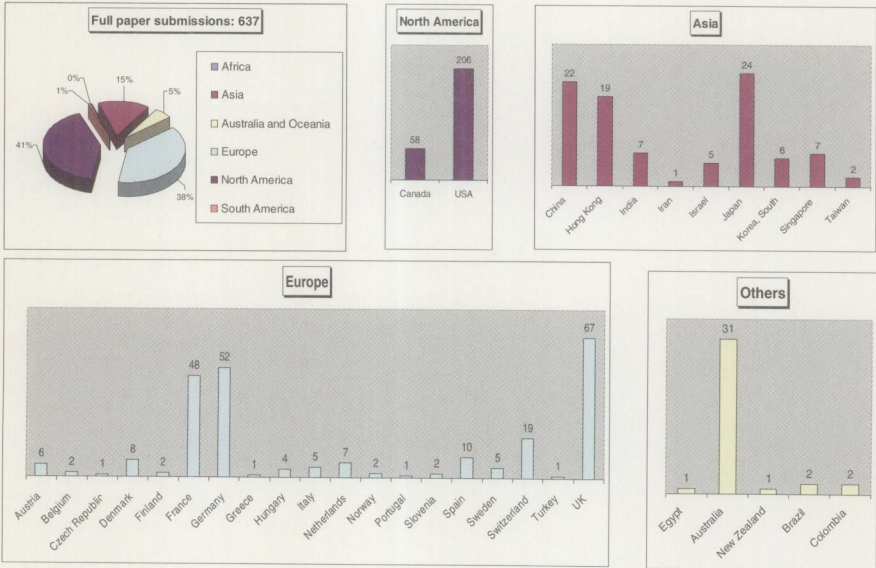 Full paper submissions: 637
0%
15%
5%
1%
41%
38%
Africa
Asia
Australia and Oceania
Europe
North America
South America
North America
206
58
Canada
USA
Asia
22
19
7
1
5
24
6
7
2
China
Hong Kong
India
Iran
Israel
Japan
Korea, South
Singapore
Taiwan
Europe
6
2
1
8
2
48
52
1
4
5
7
2
1
2
10
5
19
1
67
Austria
Belgium
Czech Republic
Denmark
Finland
France
Germany
Greece
Hungary
Italy
Netherlands
Norway
Portugal
Slovenia
Spain
Sweden
Switzerland
Turkey
UK
Others
1
31
1
2
2
Egypt
Australia
New Zealand
Brazil
Colombia